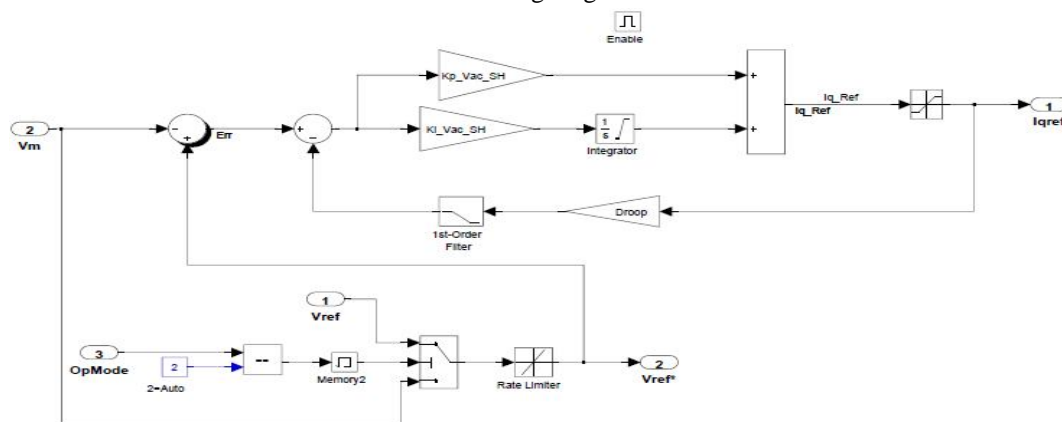 Enable
Kp_Vac_SH
2
Vm
Err
KI_Vac_SH
1
s
Integrator
Iq_Ref
Iq_Ref
1
Iqref
Droop
1st-Order
Filter
1
Vref
3
OpMode
2
2=Auto
--
Memory2
Rate Limiter
2
Vref*